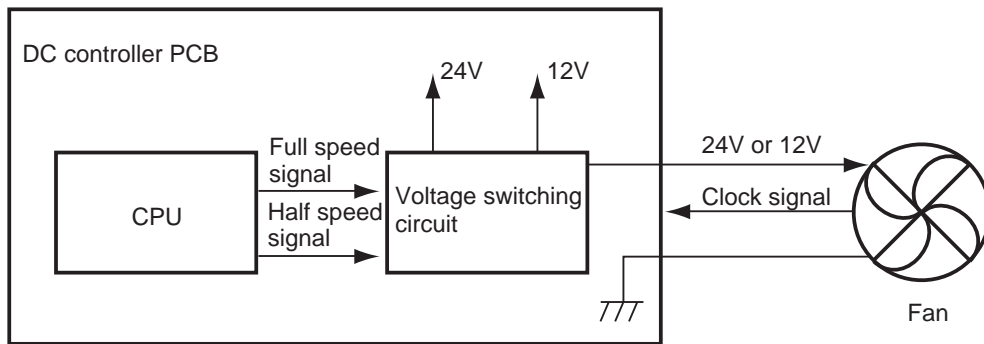 DC controller PCB
24V
12V
Full speed
signal
24V or 12V
CPU
Voltage switching
circuit
Clock signal
Half speed
signal
Fan